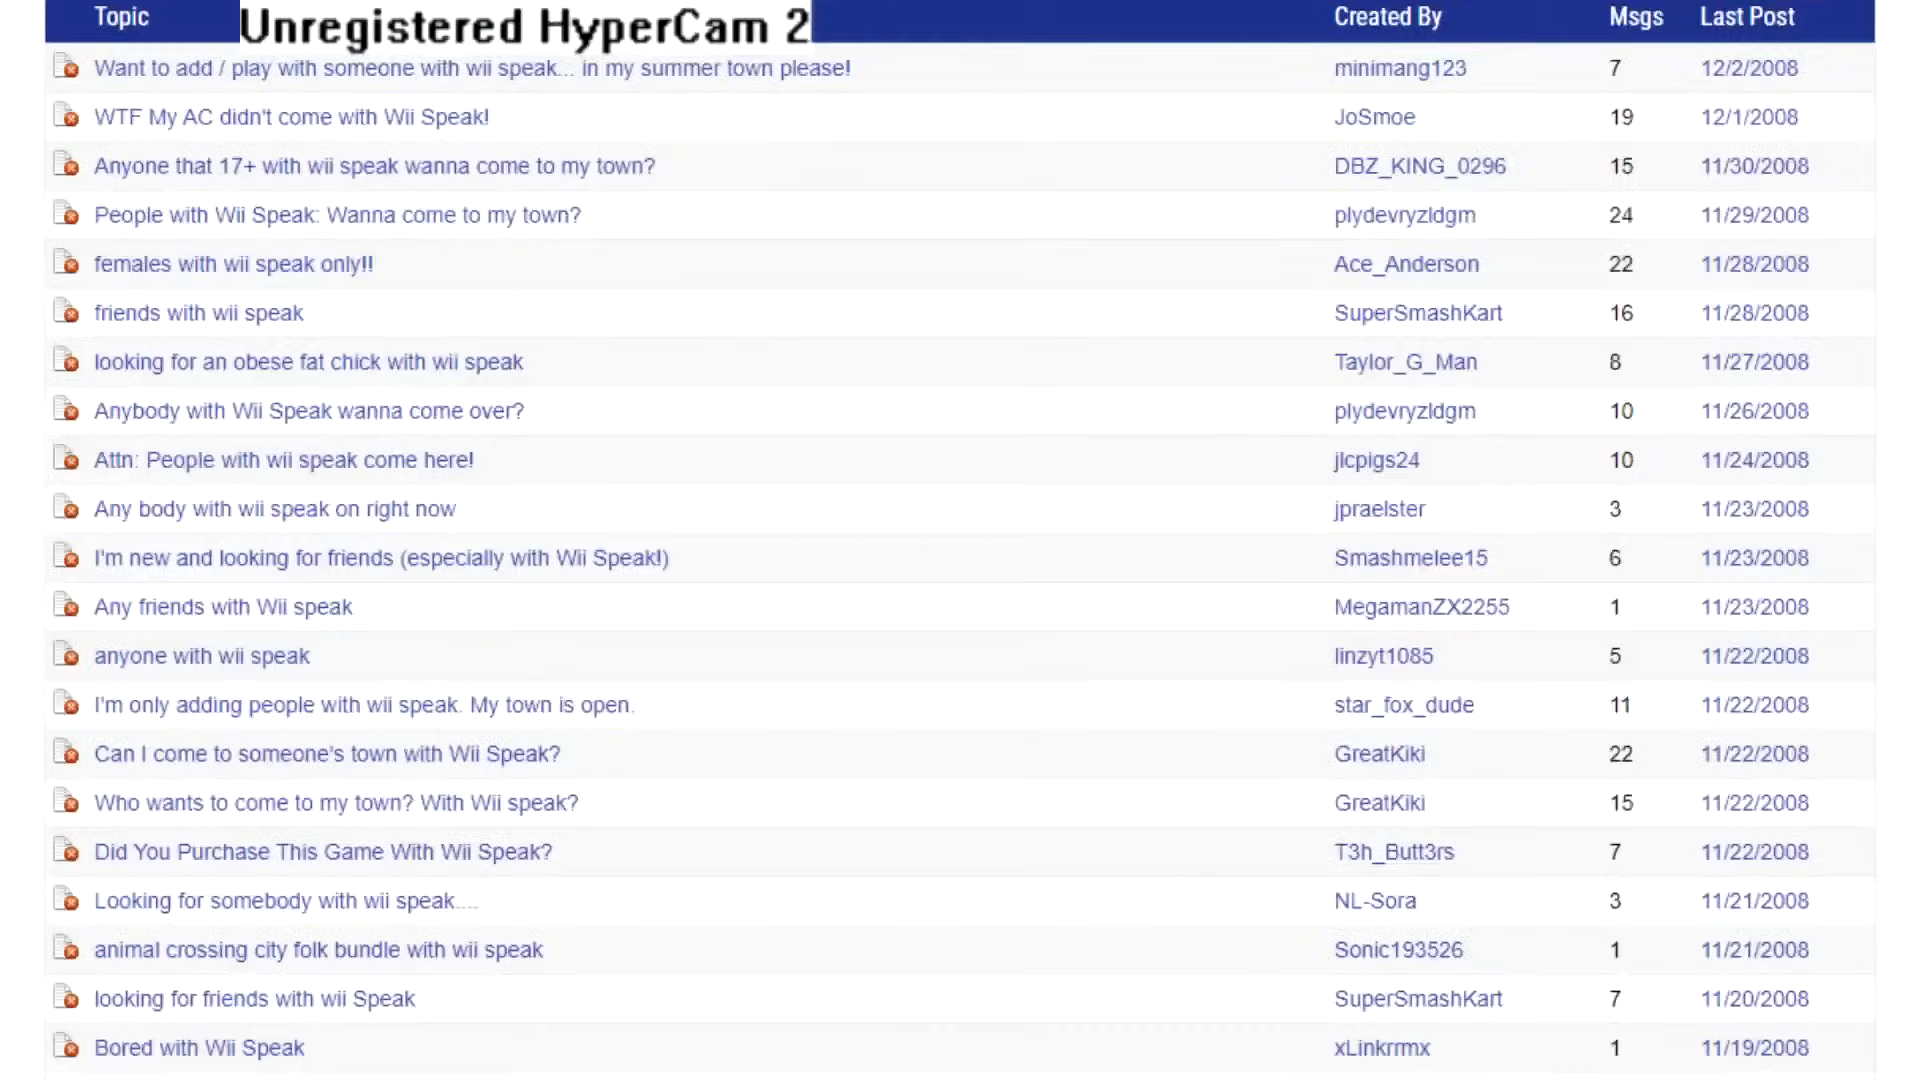 Topic Unregistered HyperCam 2 Created By Msgs Last Post
Want to add / play with someone with wii speak... in my summer town please! minimang123 7 12/2/2008
WTF My AC didn't come with Wii Speak! JoSmoe 19 12/1/2008
Anyone that 17+ with wii speak wanna come to my town? DBZ_KING_0296 15 11/30/2008
People with Wii Speak: Wanna come to my town? plydevryzldgm 24 11/29/2008
females with wii speak only!! Ace_Anderson 22 11/28/2008
friends with wii speak SuperSmashKart 16 11/28/2008
looking for an obese fat chick with wii speak Taylor_G_Man 8 11/27/2008
Anybody with Wii Speak wanna come over? plydevryzldgm 10 11/26/2008
Attn: People with wii speak come here! jlcpigs24 10 11/24/2008
Any body with wii speak on right now jpraelster 3 11/23/2008
I'm new and looking for friends (especially with Wii Speak!) Smashmelee15 6 11/23/2008
Any friends with Wii speak MegamanZX2255 1 11/23/2008
anyone with wii speak linzyt1085 5 11/22/2008
I'm only adding people with wii speak. My town is open. star_fox_dude 11 11/22/2008
Can I come to someone's town with Wii Speak? GreatKiki 22 11/22/2008
Who wants to come to my town? With Wii speak? GreatKiki 15 11/22/2008
Did You Purchase This Game With Wii Speak? T3h_Butt3rs 7 11/22/2008
Looking for somebody with wii speak.... NL-Sora 3 11/21/2008
animal crossing city folk bundle with wii speak Sonic193526 1 11/21/2008
looking for friends with wii Speak SuperSmashKart 7 11/20/2008
Bored with Wii Speak xLinkrrmx 1 11/19/2008